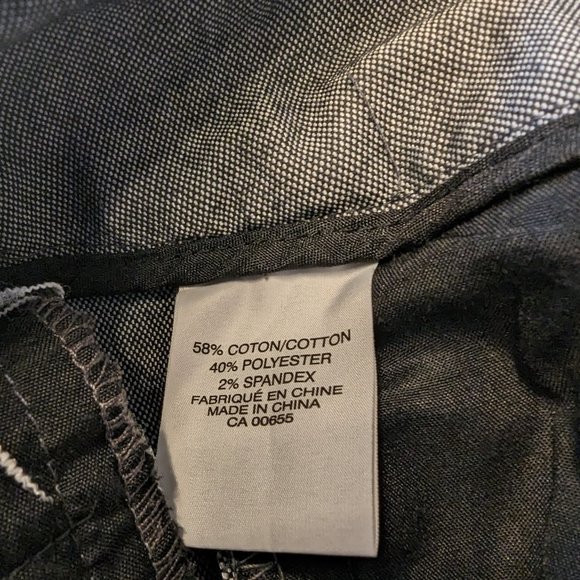 58% COTON/COTTON
40% POLYESTER
2% SPANDEX
FABRIQUÉ EN CHINE
MADE IN CHINA
CA 00655